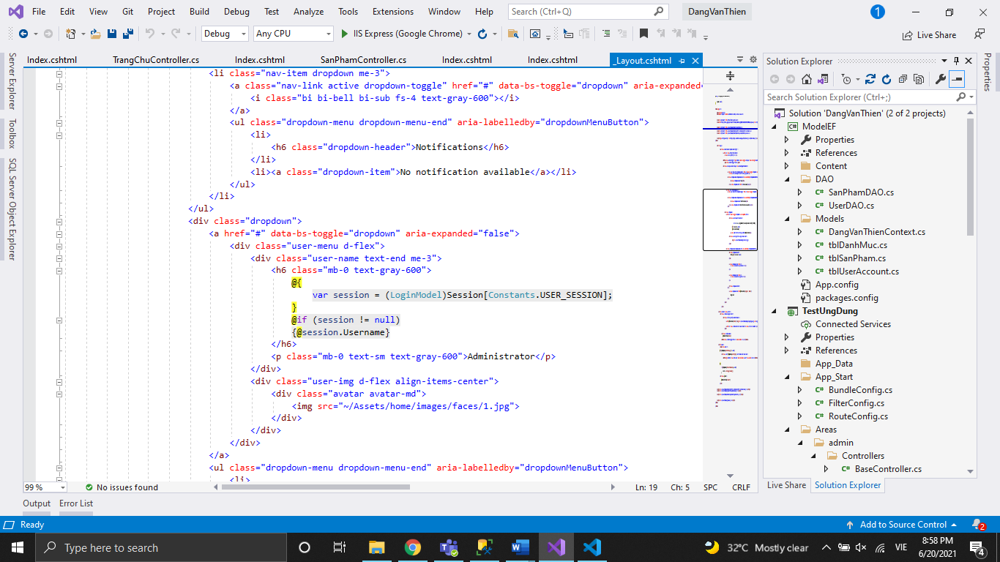 File Edit View Git Project Build Debug Test Analyze Tools Extensions Window Help Search (Ctrl+Q) DangVanThien 1
Debug Any CPU IIS Express (Google Chrome) Live Share
Index.cshtml TrangChuController.cs Index.cshtml SanPhamController.cs Index.cshtml Index.cshtml _Layout.cshtml
Server Explorer
Toolbox
SQL Server Object Explorer
<li class="nav-item dropdown me-3">
<a class="nav-link active dropdown-toggle" href="#" data-bs-toggle="dropdown" aria-expanded=
<i class="bi bi-bell bi-sub fs-4 text-gray-600"></i>
</a>
<ul class="dropdown-menu dropdown-menu-end" aria-labelledby="dropdownMenuButton">
<li>
<h6 class="dropdown-header">Notifications</h6>
</li>
<li><a class="dropdown-item">No notification available</a></li>
</ul>
</li>
</ul>
<div class="dropdown">
<a href="#" data-bs-toggle="dropdown" aria-expanded="false">
<div class="user-menu d-flex">
<div class="user-name text-end me-3">
<h6 class="mb-0 text-gray-600">
@{
var session = (LoginModel)Session[Constants.USER_SESSION];
}
@if (session != null)
{@session.Username}
</h6>
<p class="mb-0 text-sm text-gray-600">Administrator</p>
</div>
<div class="user-img d-flex align-items-center">
<div class="avatar avatar-md">
<img src="~/Assets/home/images/faces/1.jpg">
</div>
</div>
</div>
</a>
<ul class="dropdown-menu dropdown-menu-end" aria-labelledby="dropdownMenuButton">
<li>
99 % No issues found Ln: 19 Ch: 5 SPC CRLF
Solution Explorer
Search Solution Explorer (Ctrl+;)
Solution 'DangVanThien' (2 of 2 projects)
ModelEF
Properties
References
Content
DAO
SanPhamDAO.cs
UserDAO.cs
Models
DangVanThienContext.cs
tblDanhMuc.cs
tblSanPham.cs
tblUserAccount.cs
App.config
packages.config
TestUngDung
Connected Services
Properties
References
App_Data
App_Start
BundleConfig.cs
FilterConfig.cs
RouteConfig.cs
Areas
admin
Controllers
BaseController.cs
Live Share Solution Explorer
Properties
Output Error List
Ready Add to Source Control 2
Type here to search 32°C Mostly clear VIE 8:58 PM
6/20/2021 4